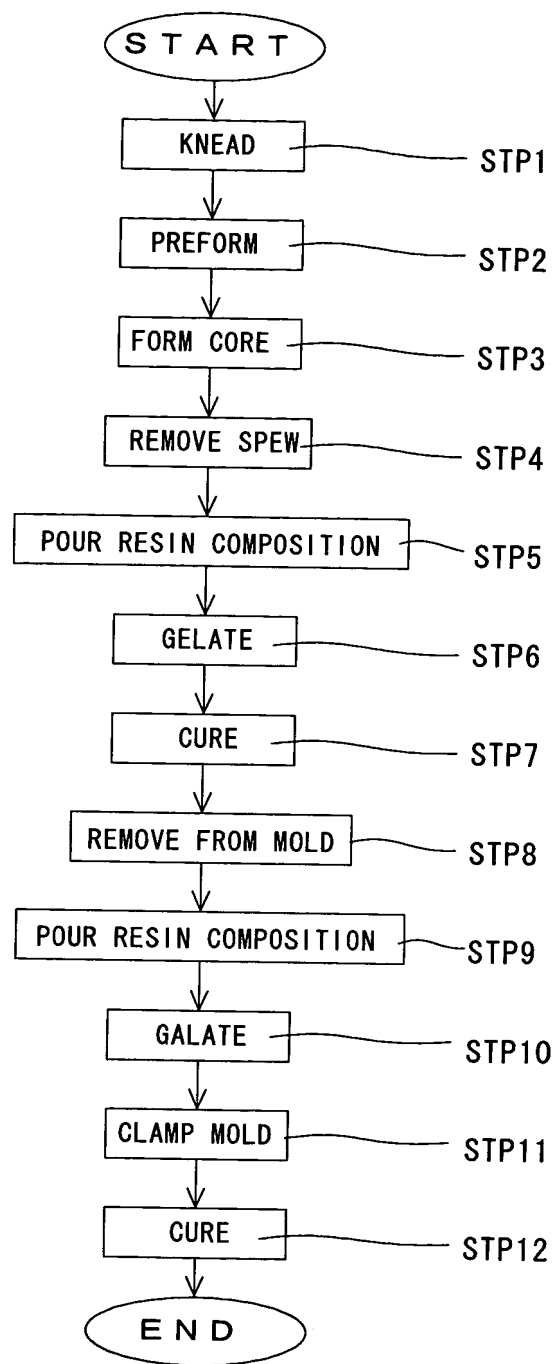 START
KNEAD
STP1
PREFORM
STP2
FORM CORE
STP3
REMOVE SPEW
STP4
POUR RESIN COMPOSITION
STP5
GELATE
STP6
CURE
STP7
REMOVE FROM MOLD
STP8
POUR RESIN COMPOSITION
STP9
GALATE
STP10
CLAMP MOLD
STP11
CURE
STP12
END